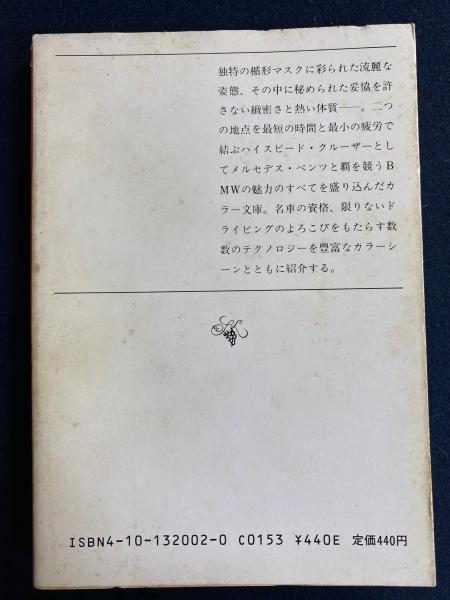 独特の楯形マスクに彩られた流麗な
姿態、その中に秘められた妥協を許
さない緻密さと熱い体質――。二つ
の地点を最短の時間と最小の疲労で
結ぶハイスピード・クルーザーとし
てメルセデス・ベンツと覇を競うB
MWの魅力のすべてを盛り込んだカ
ラー文庫。名車の資格、限りないド
ライビングのよろこびをもたらす数
数のテクノロジーを豊富なカラーシ
ーンとともに紹介する。
ISBN4-10-132002-0 C0153 ¥440E 定価440円